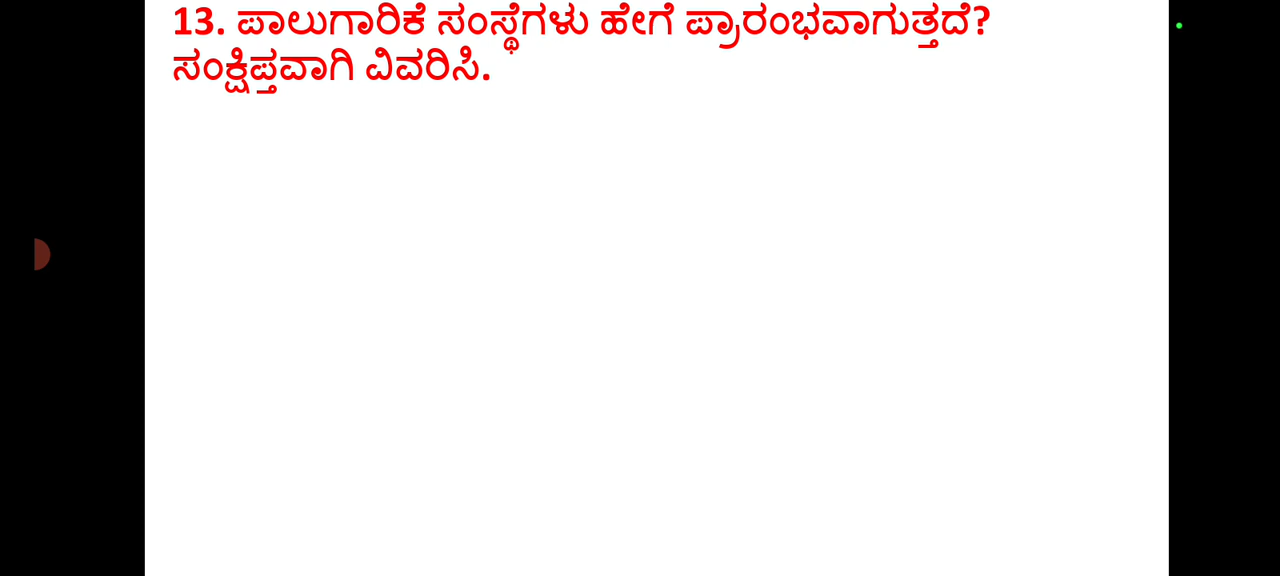 13. ಪಾಲುಗಾರಿಕೆ ಸಂಸ್ಥೆಗಳು ಹೇಗೆ ಪ್ರಾರಂಭವಾಗುತ್ತದೆ?
ಸಂಕ್ಷಿಪ್ತವಾಗಿ ವಿವರಿಸಿ.